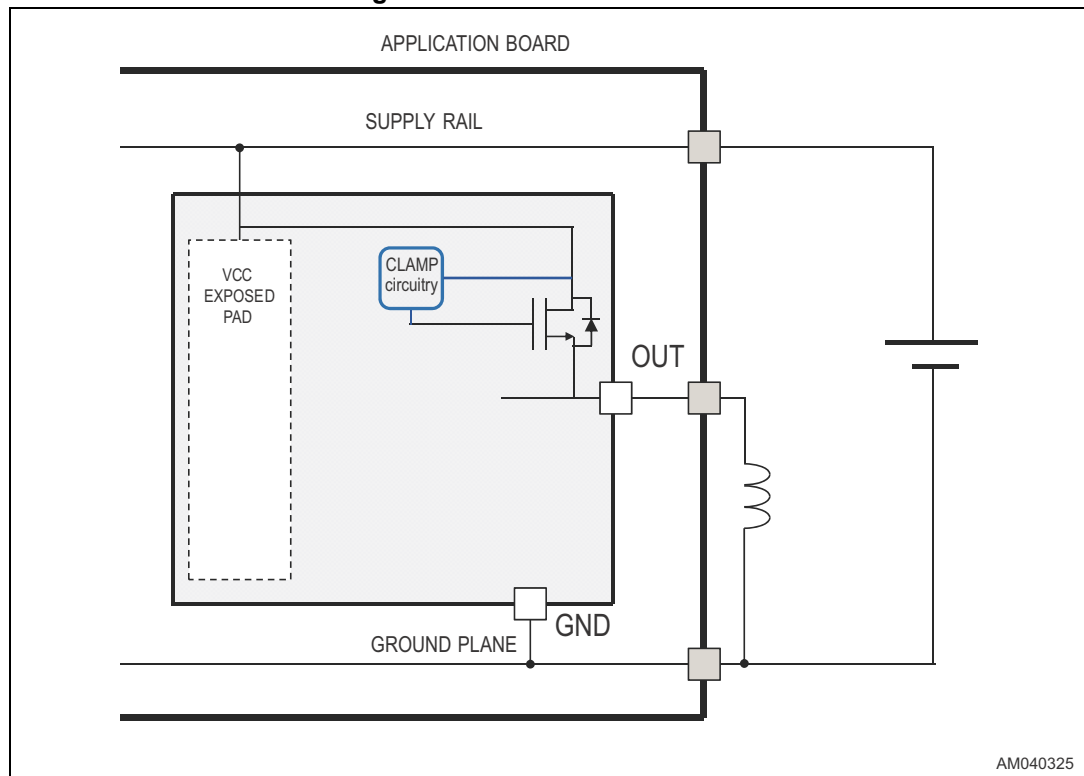 APPLICATION BOARD
SUPPLY RAIL
CLAMP
circuitry
VCC
EXPOSED
PAD
OUT
GND
GROUND PLANE
AM040325